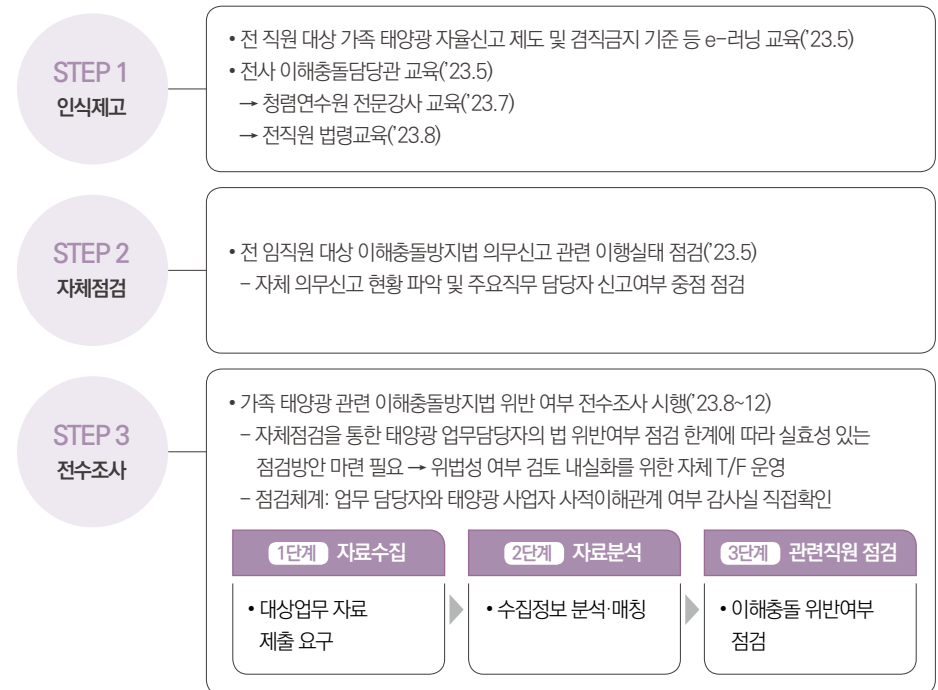 STEP 1
인식제고
• 전 직원 대상 가족 태양광 자율신고 제도 및 겸직금지 기준 등 e-러닝 교육('23.5)
• 전사 이해충돌담당관 교육('23.5)
→ 청렴연수원 전문강사 교육('23.7)
→ 전직원 법령교육('23.8)
STEP 2
자체점검
• 전 임직원 대상 이해충돌방지법 의무신고 관련 이행실태 점검('23.5)
- 자체 의무신고 현황 파악 및 주요직무 담당자 신고여부 중점 점검
STEP 3
전수조사
• 가족 태양광 관련 이해충돌방지법 위반 여부 전수조사 시행('23.8~12)
- 자체점검을 통한 태양광 업무담당자의 법 위반여부 점검 한계에 따라 실효성 있는
점검방안 마련 필요 → 위법성 여부 검토 내실화를 위한 자체 T/F 운영
- 점검체계: 업무 담당자와 태양광 사업자 사적이해관계 여부 감사실 직접확인
1단계 자료수집
• 대상업무 자료
제출 요구
2단계 자료분석
• 수집정보 분석·매칭
3단계 관련직원 점검
• 이해충돌 위반여부
점검